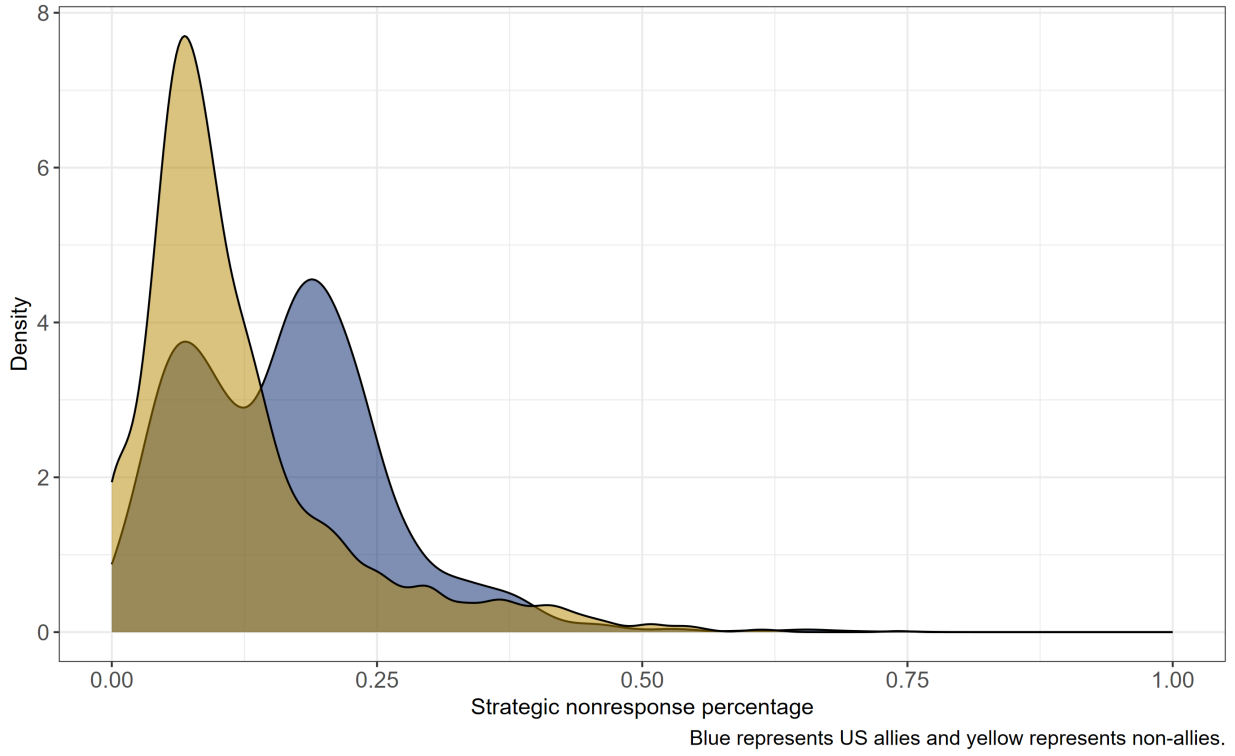 8
6
4
2
0
Density
0.00 0.25 0.50 0.75 1.00
Strategic nonresponse percentage
Blue represents US allies and yellow represents non-allies.